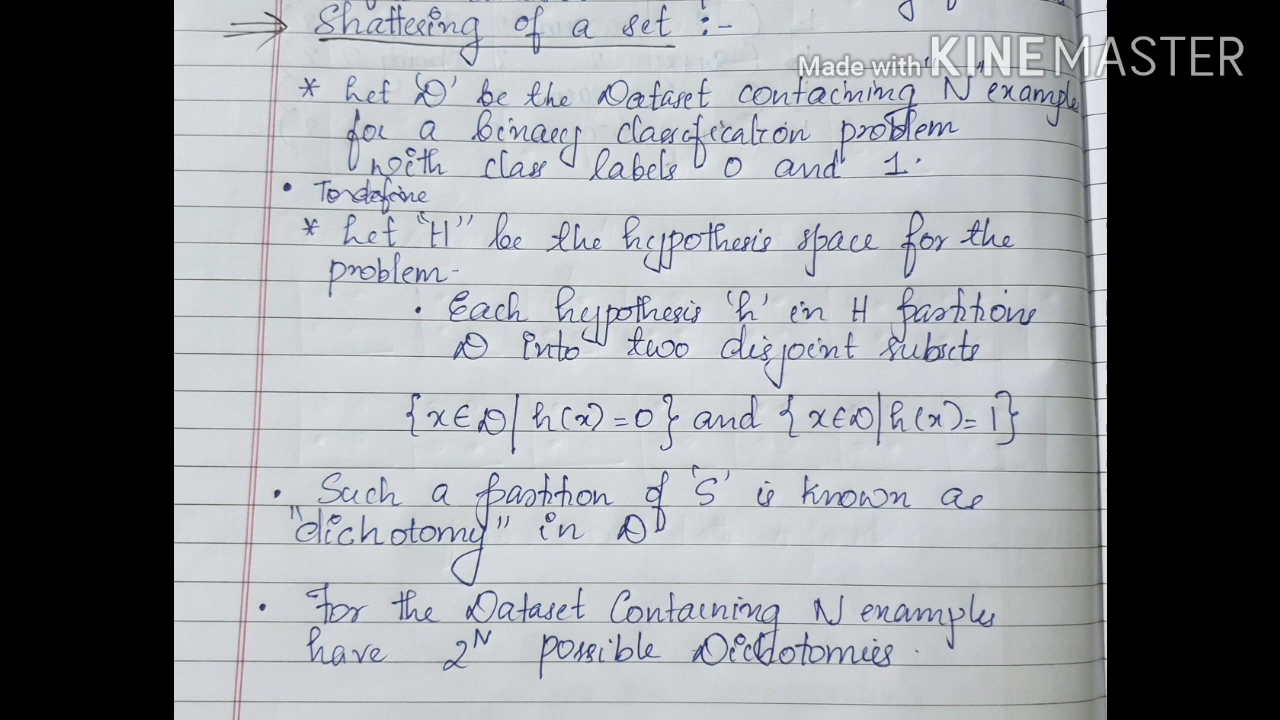 Shattering of a set :-
Made with KINEMASTER
* Let 'D' be the Dataset containing "N" example
for a binary classification problem
with class labels 0 and 1.
• To define
* Let "H" be the hypothesis space for the
problem-
• Each hypothesis 'h' in H partitions
D into two disjoint subsets
{x∈D| h(x)=0} and {x∈D|h(x)=1}
• Such a partition of 'S' is known as
"dichotomy" in D
• For the Dataset Containing N examples
have 2^N possible Dichotomies.